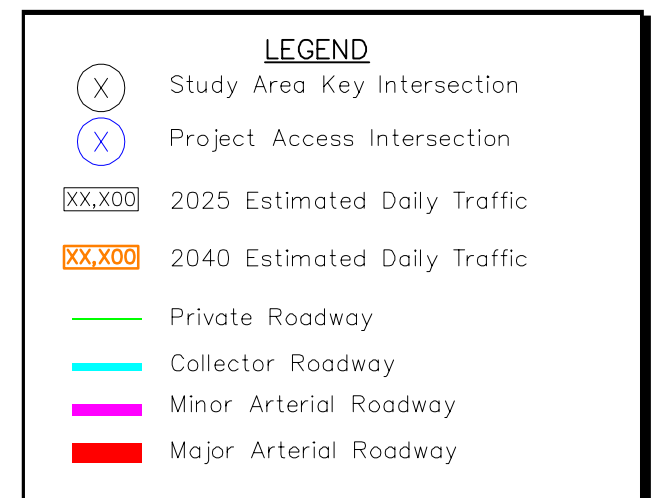 LEGEND
X Study Area Key Intersection
X Project Access Intersection
XX,X00 2025 Estimated Daily Traffic
XX,X00 2040 Estimated Daily Traffic
Private Roadway
Collector Roadway
Minor Arterial Roadway
Major Arterial Roadway